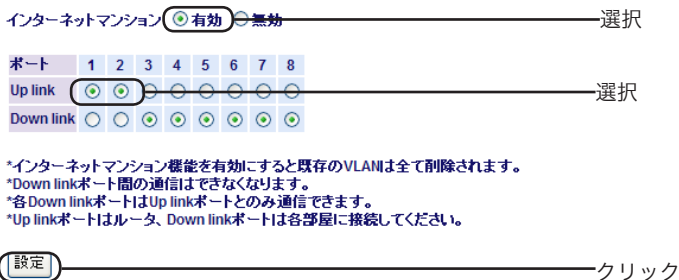 インターネットマンション 有効 無効 選択
ポート 1 2 3 4 5 6 7 8
Up link 選択
Down link
*インターネットマンション機能を有効にすると既存のVLANは全て削除されます。
*Down linkポート間の通信はできなくなります。
*各Down linkポートはUp linkポートとのみ通信できます。
*Up linkポートはルータ、Down linkポートは各部屋に接続してください。
設定 クリック